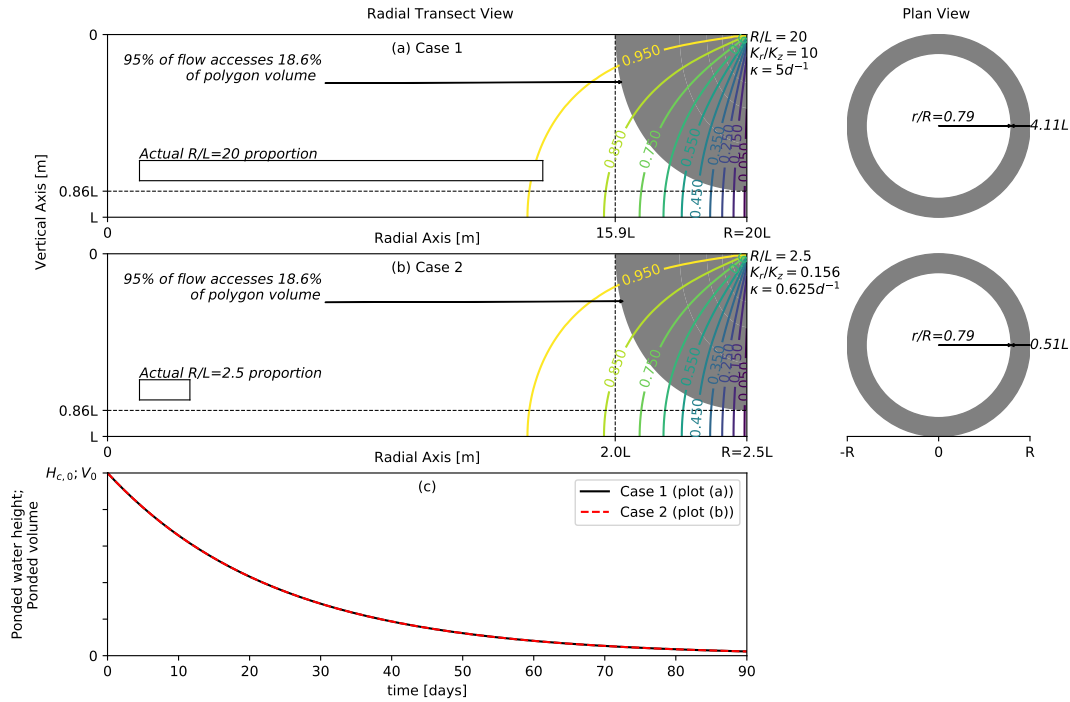 Radial Transect View
Plan View
Vertical Axis [m]
0
0.86L
L
(a) Case 1
95% of flow accesses 18.6%
of polygon volume
Actual R/L=20 proportion
0.950
0.850
0.750
0.550
0.450
0.350
0.250
0.150
0.050
R/L = 20
K_r/K_z = 10
κ = 5d^{-1}
0
15.9L
R=20L
Radial Axis [m]
r/R=0.79
4.11L
0
0.86L
L
(b) Case 2
95% of flow accesses 18.6%
of polygon volume
Actual R/L=2.5 proportion
0.950
0.850
0.750
0.550
0.450
0.350
0.250
0.150
0.050
R/L = 2.5
K_r/K_z = 0.156
κ = 0.625d^{-1}
0
2.0L
R=2.5L
Radial Axis [m]
r/R=0.79
0.51L
-R
0
R
Ponded water height;
Ponded volume
H_{c,0}; V_0
0
(c)
Case 1 (plot (a))
Case 2 (plot (b))
0
10
20
30
40
50
60
70
80
90
time [days]